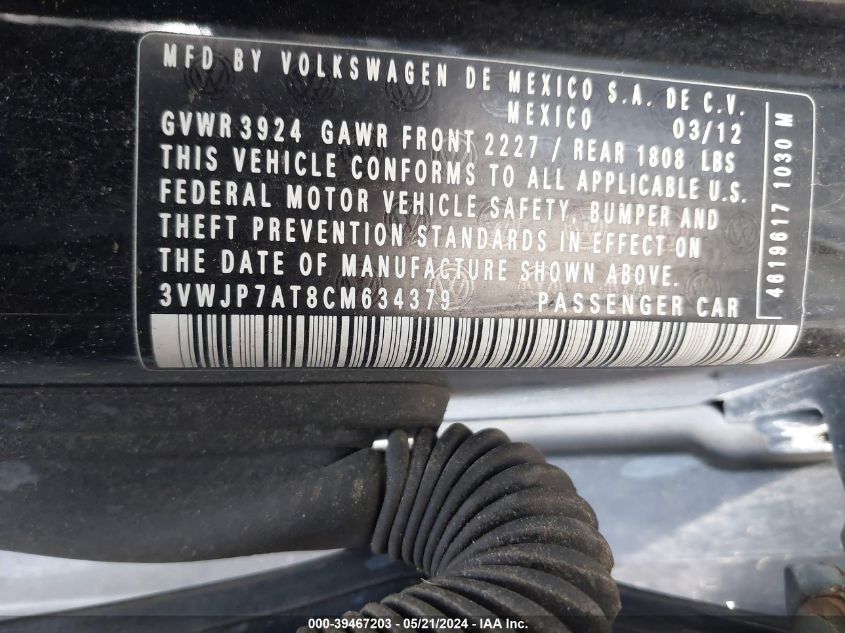 MFD BY VOLKSWAGEN DE MEXICO S.A. DE C.V.
MEXICO 03/12
GVWR 3924 GAWR FRONT 2227 / REAR 1808 LBS
THIS VEHICLE CONFORMS TO ALL APPLICABLE U.S.
FEDERAL MOTOR VEHICLE SAFETY, BUMPER AND
THEFT PREVENTION STANDARDS IN EFFECT ON
THE DATE OF MANUFACTURE SHOWN ABOVE.
3VWJP7AT8CM634379 PASSENGER CAR
4619617 1030 M
000-39467203 - 05/21/2024 - IAA Inc.